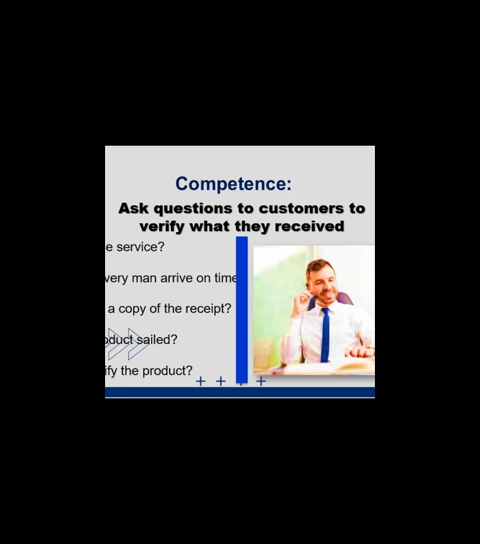 Competence:
Ask questions to customers to
verify what they received
e service?
very man arrive on time
a copy of the receipt?
oduct sailed?
ify the product?